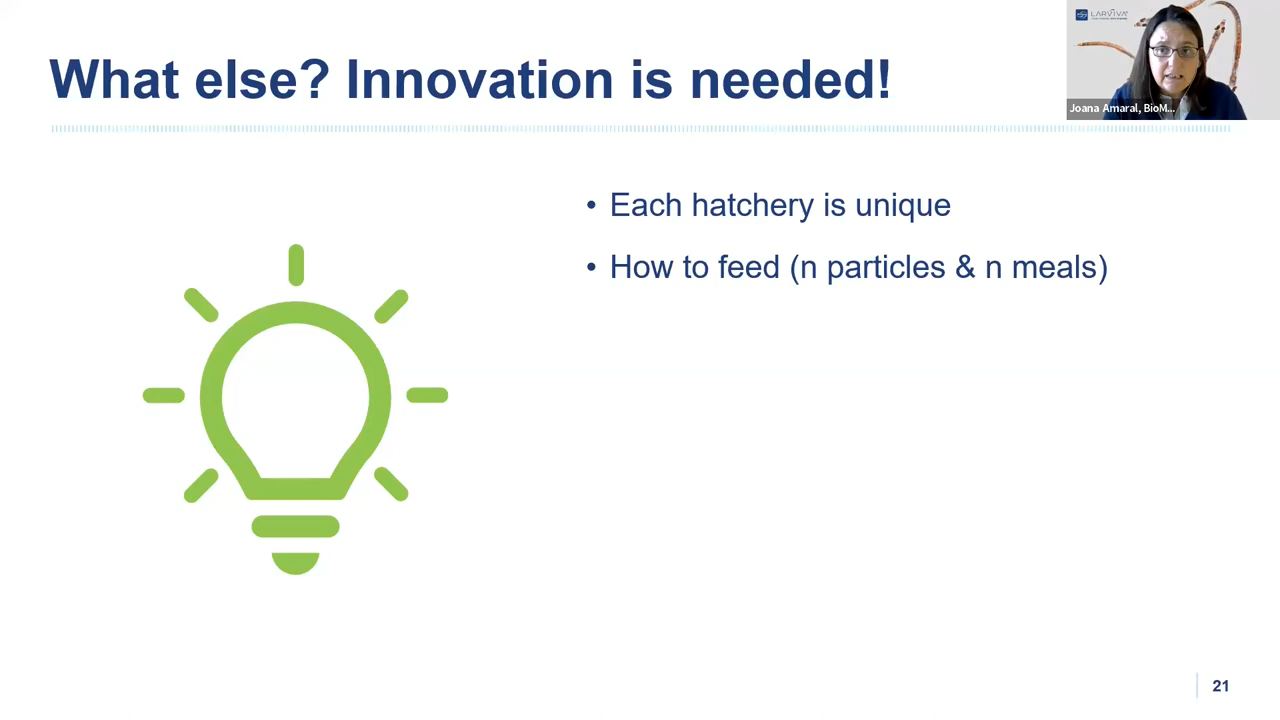 What else? Innovation is needed!
LARVIVA
Joana Amaral, BioM...
• Each hatchery is unique
• How to feed (n particles & n meals)
21